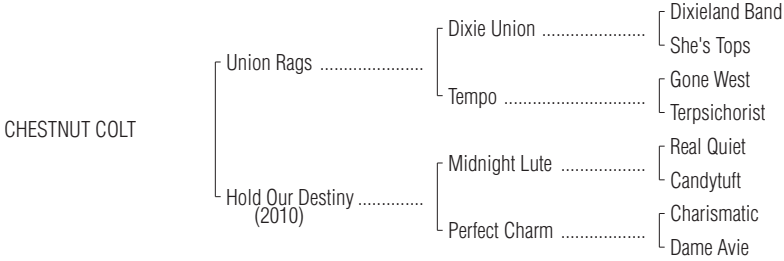 Dixieland Band
Dixie Union ......................
She's Tops
Union Rags ......................
Gone West
Tempo ..............................
Terpsichorist
CHESTNUT COLT
Real Quiet
Midnight Lute ..................
Candytuft
Hold Our Destiny ..............
(2010)
Charismatic
Perfect Charm ..................
Dame Avie